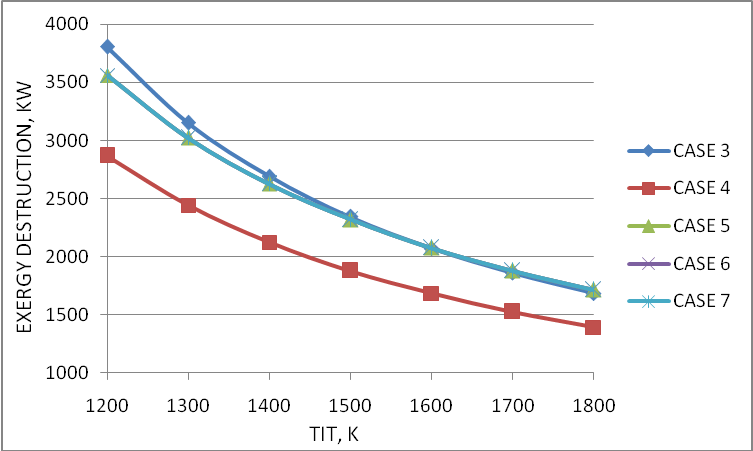 EXERGY DESTRUCTION, KW
4000
3500
3000
2500
2000
1500
1000
1200 1300 1400 1500 1600 1700 1800
TIT, K
CASE 3
CASE 4
CASE 5
CASE 6
CASE 7